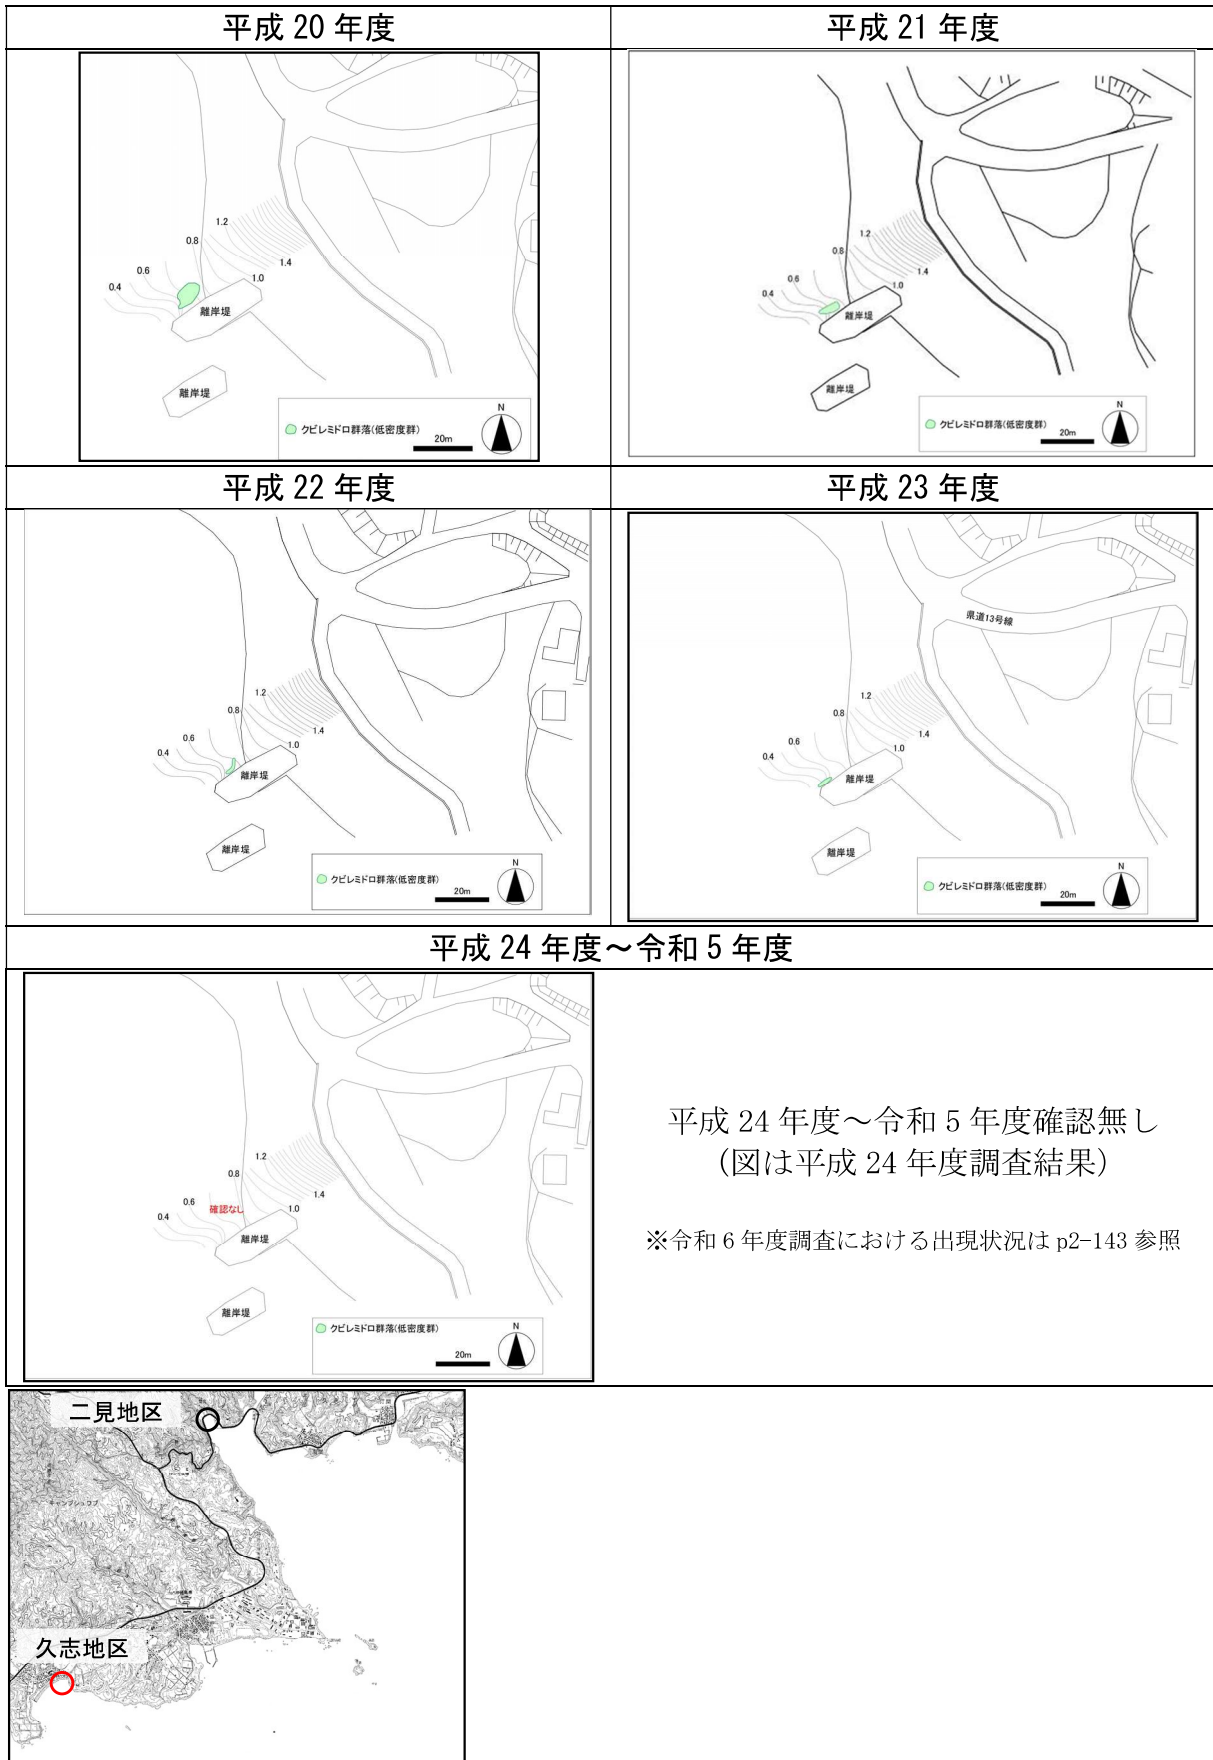 平成 20 年度
1.2
0.8
0.6
1.4
0.4
1.0
離岸堤
離岸堤
クビレミドロ群落(低密度群)
20m
N
平成 21 年度
1.2
0.8
0.6
1.4
0.4
1.0
離岸堤
離岸堤
クビレミドロ群落(低密度群)
20m
N
平成 22 年度
1.2
0.8
0.6
1.4
0.4
1.0
離岸堤
離岸堤
クビレミドロ群落(低密度群)
20m
N
平成 23 年度
県道13号線
1.2
0.8
0.6
1.4
0.4
1.0
離岸堤
離岸堤
クビレミドロ群落(低密度群)
20m
N
平成 24 年度～令和 5 年度
1.2
0.8
0.6
1.4
0.4
確認なし
1.0
離岸堤
離岸堤
クビレミドロ群落(低密度群)
20m
N
平成 24 年度～令和 5 年度確認無し
(図は平成 24 年度調査結果)
※令和 6 年度調査における出現状況は p2-143 参照
二見地区
キャンプシュワブ
久志地区